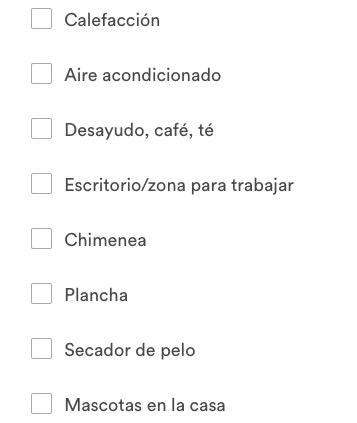 Calefacción
Aire acondicionado
Desayudo, café, té
Escritorio/zona para trabajar
Chimenea
Plancha
Secador de pelo
Mascotas en la casa